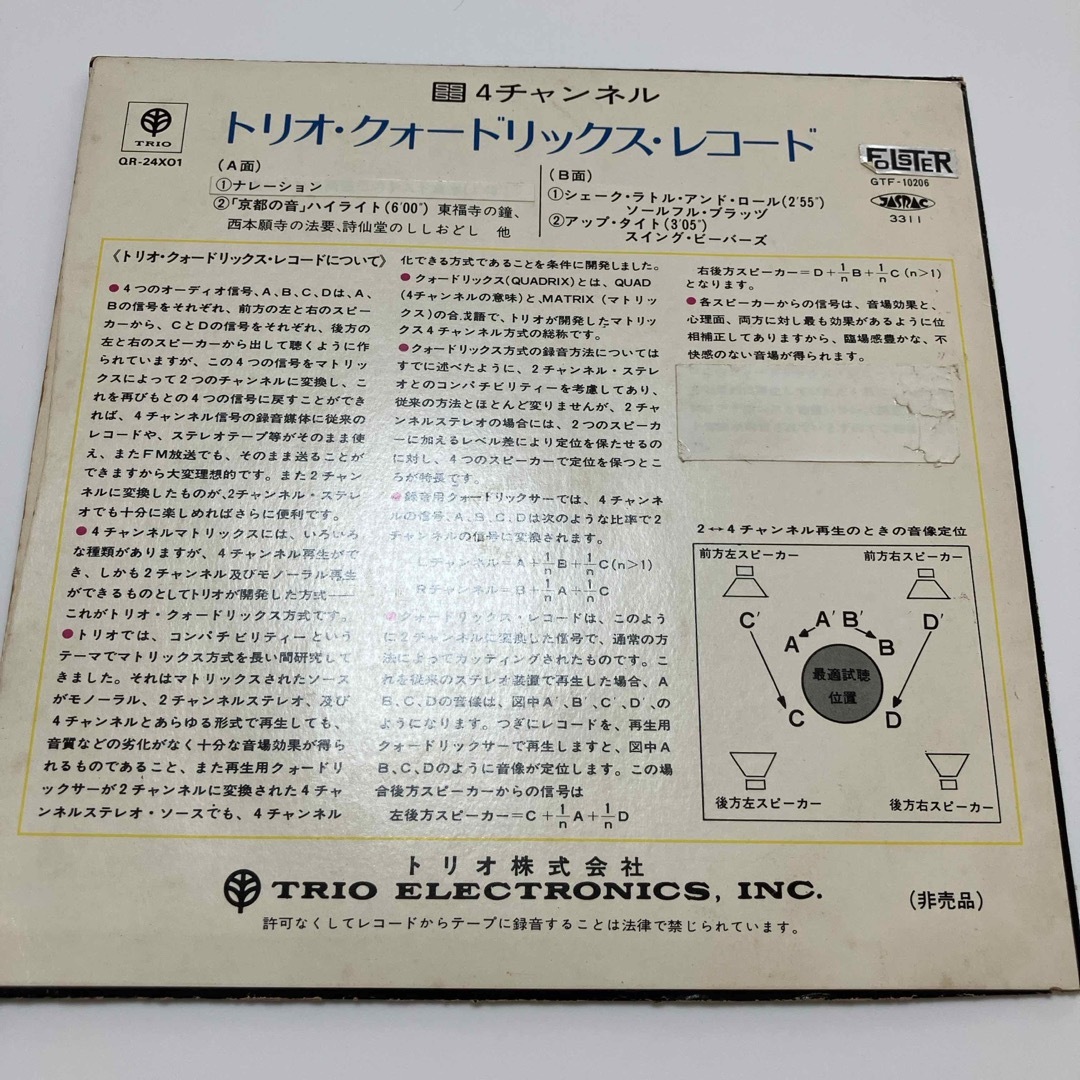 4チャンネル
トリオ・クォードリックス・レコード
TRIO
QR-24X01
(A面)
①ナレーション
②「京都の音」ハイライト(6′00″) 東福寺の鐘、
西本願寺の法要、詩仙堂のししおどし 他
(B面)
①シェーク・ラトル・アンド・ロール(2′55″)
ソールフル・ブラッヅ
②アップ・タイト(3′05″)
スイング・ビーバーズ
FOLSTER
GTF-10206
JASRAC
3311
《トリオ・クォードリックス・レコードについて》
●4つのオーディオ信号、A、B、C、Dは、A、
Bの信号をそれぞれ、前方の左と右のスピー
カーから、CとDの信号をそれぞれ、後方の
左と右のスピーカーから出して聴くように作
られていますが、この4つの信号をマトリッ
クスによって2つのチャンネルに変換し、こ
れを再びもとの4つの信号に戻すことができ
れば、4チャンネル信号の録音媒体に従来の
レコードや、ステレオテープ等がそのまま使
え、またFM放送でも、そのまま送ることが
できますから大変理想的です。また2チャン
ネルに変換したものが、2チャンネル・ステレ
オでも十分に楽しめればさらに便利です。
●4チャンネルマトリックスには、いろいろ
な種類がありますが、4チャンネル再生がで
き、しかも2チャンネル及びモノーラル再生
ができるものとしてトリオが開発した方式──
これがトリオ・クォードリックス方式です。
●トリオでは、コンパチビリティーという
テーマでマトリックス方式を長い間研究して
きました。それはマトリックスされたソース
がモノーラル、2チャンネルステレオ、及び
4チャンネルとあらゆる形式で再生しても、
音質などの劣化がなく十分な音場効果が得ら
れるものであること、また再生用クォードリ
ックサーが2チャンネルに変換された4チャ
ンネルステレオ・ソースでも、4チャンネル
化できる方式であることを条件に開発しました。
●クォードリックス(QUADRIX)とは、QUAD
(4チャンネルの意味)と、MATRIX(マトリッ
クス)の合成語で、トリオが開発したマトリッ
クス4チャンネル方式の総称です。
●クォードリックス方式の録音方法については
すでに述べたように、2チャンネル・ステレ
オとのコンパチビリティーを考慮してあり、
従来の方法とほとんど変りませんが、2チャ
ンネルステレオの場合には、2つのスピーカ
ーに加えるレベル差により定位を保たせるの
に対し、4つのスピーカーで定位を保つとこ
ろが特長です。
●録音用クォードリックサーでは、4チャンネ
ルの信号、A、B、C、Dは次のような比率で2
チャンネルの信号に変換されます。
Lチャンネル=A+1/nB+1/nC(n>1)
Rチャンネル=B+1/nA+1/nC
●クォードリックス・レコードは、このよう
に2チャンネルに変換した信号で、通常の方
法によってカッティングされたものです。こ
れを従来のステレオ装置で再生した場合、A
B、C、Dの音像は、図中A′、B′、C′、D′、の
ようになります。つぎにレコードを、再生用
クォードリックサーで再生しますと、図中A
B、C、Dのように音像が定位します。この場
合後方スピーカーからの信号は
左後方スピーカー=C+1/nA+1/nD
右後方スピーカー=D+1/nB+1/nC(n>1)
となります。
●各スピーカーからの信号は、音場効果と、
心理面、両方に対し最も効果があるように位
相補正してありますから、臨場感豊かな、不
快感のない音場が得られます。
2↔4チャンネル再生のときの音像定位
前方左スピーカー
前方右スピーカー
C′
A′ B′
D′
A
B
最適試聴
位置
C
D
後方左スピーカー
後方右スピーカー
トリオ株式会社
TRIO ELECTRONICS, INC.
(非売品)
許可なくしてレコードからテープに録音することは法律で禁じられています。